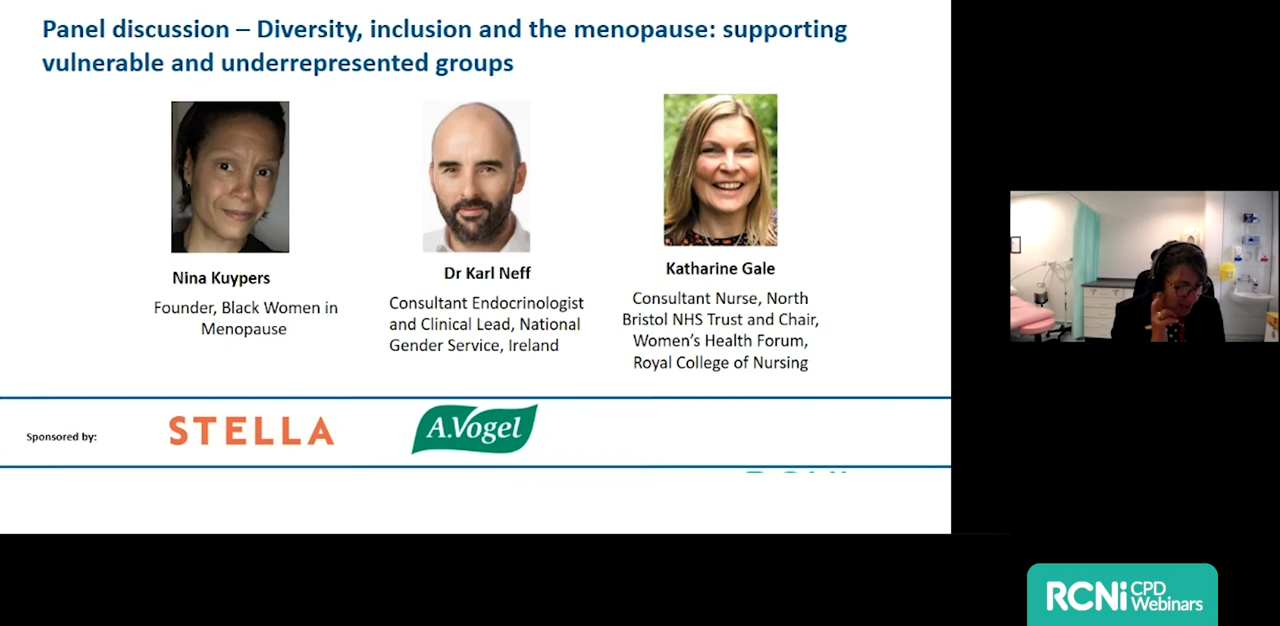 Panel discussion – Diversity, inclusion and the menopause: supporting
vulnerable and underrepresented groups
Nina Kuypers
Founder, Black Women in
Menopause
Dr Karl Neff
Consultant Endocrinologist
and Clinical Lead, National
Gender Service, Ireland
Katharine Gale
Consultant Nurse, North
Bristol NHS Trust and Chair,
Women's Health Forum,
Royal College of Nursing
Sponsored by:
STELLA
A.Vogel
RCNi CPD
Webinars